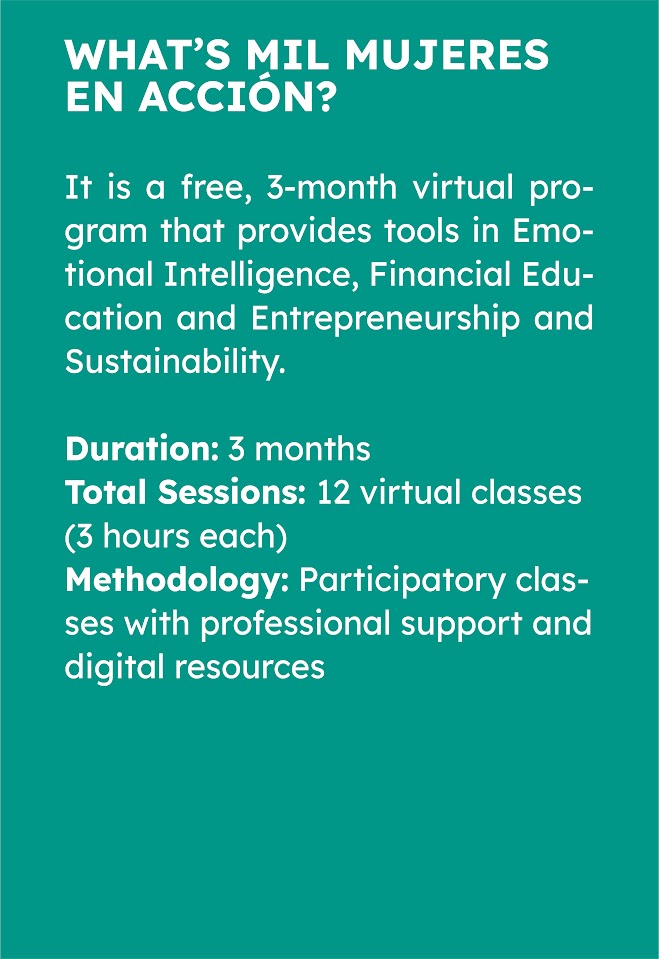 WHAT’S MIL MUJERES
EN ACCIÓN?
It is a free, 3-month virtual pro-
gram that provides tools in Emo-
tional Intelligence, Financial Edu-
cation and Entrepreneurship and
Sustainability.
Duration: 3 months
Total Sessions: 12 virtual classes
(3 hours each)
Methodology: Participatory clas-
ses with professional support and
digital resources